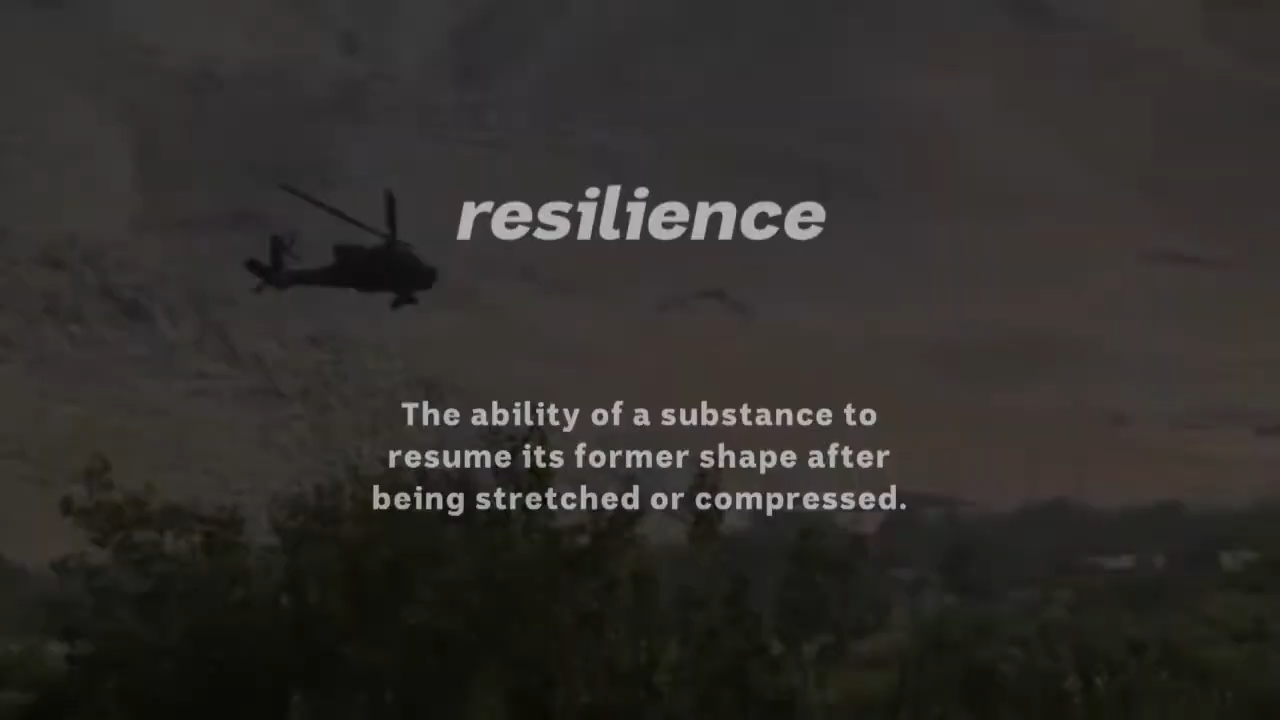 resilience
The ability of a substance to
resume its former shape after
being stretched or compressed.